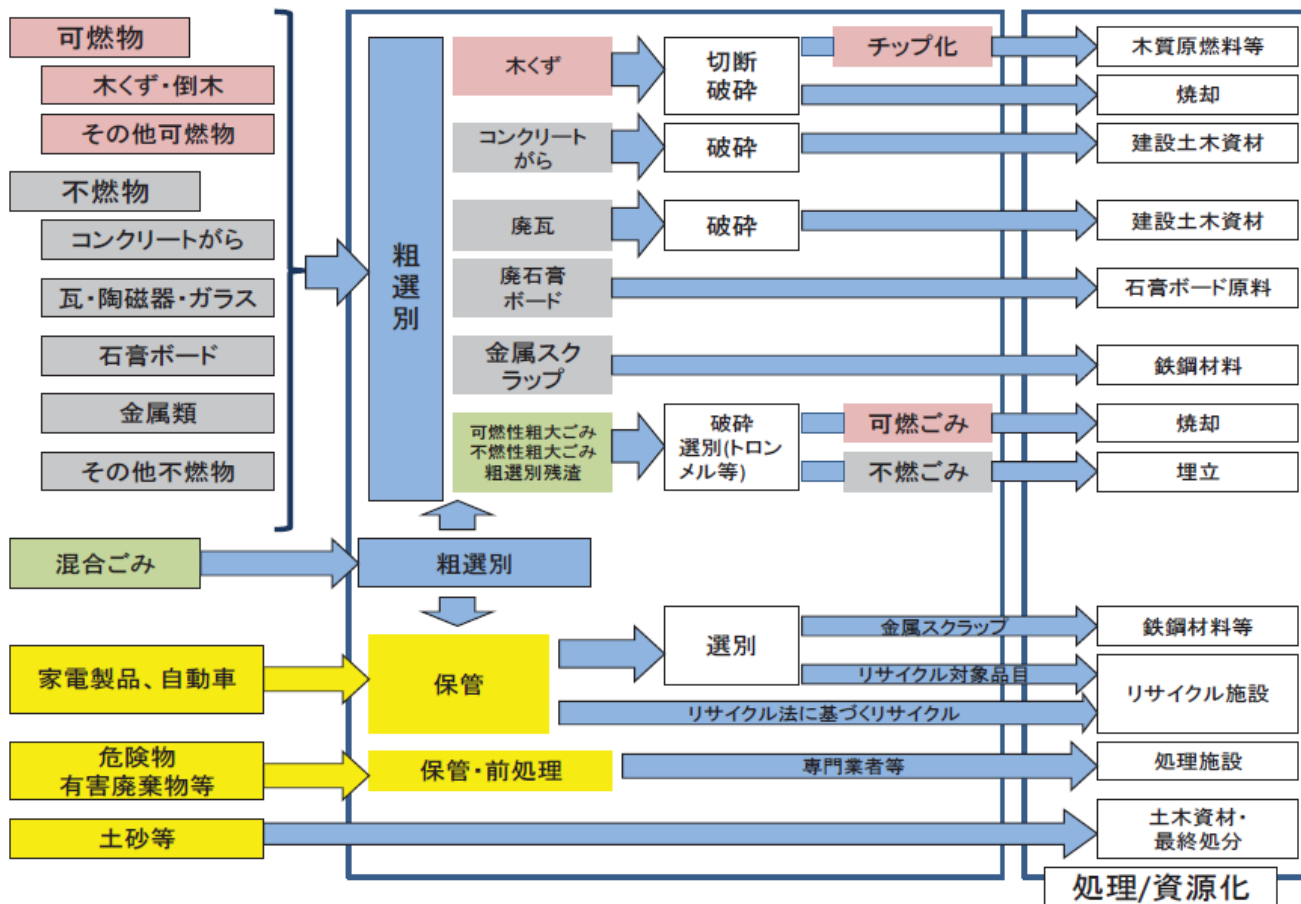 可燃物
木くず・倒木
その他可燃物
不燃物
コンクリートがら
瓦・陶磁器・ガラス
石膏ボード
金属類
その他不燃物
混合ごみ
家電製品、自動車
危険物
有害廃棄物等
土砂等
粗選別
木くず
コンクリート
がら
廃瓦
廃石膏
ボード
金属スク
ラップ
可燃性粗大ごみ
不燃性粗大ごみ
粗選別残渣
粗選別
保管
保管・前処理
切断
破砕
破砕
破砕
破砕
選別(トロン
メル等)
選別
チップ化
可燃ごみ
不燃ごみ
金属スクラップ
リサイクル対象品目
リサイクル法に基づくリサイクル
専門業者等
木質原燃料等
焼却
建設土木資材
建設土木資材
石膏ボード原料
鉄鋼材料
焼却
埋立
鉄鋼材料等
リサイクル施設
処理施設
土木資材・
最終処分
処理/資源化